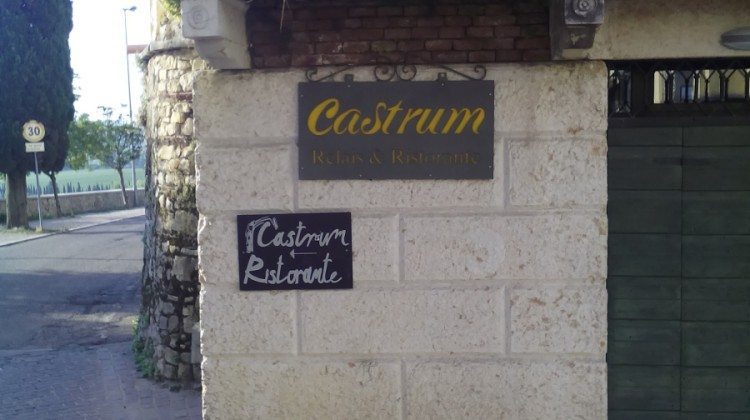 30
Castrum
Relais & Ristorante
Castrum
←
Ristorante